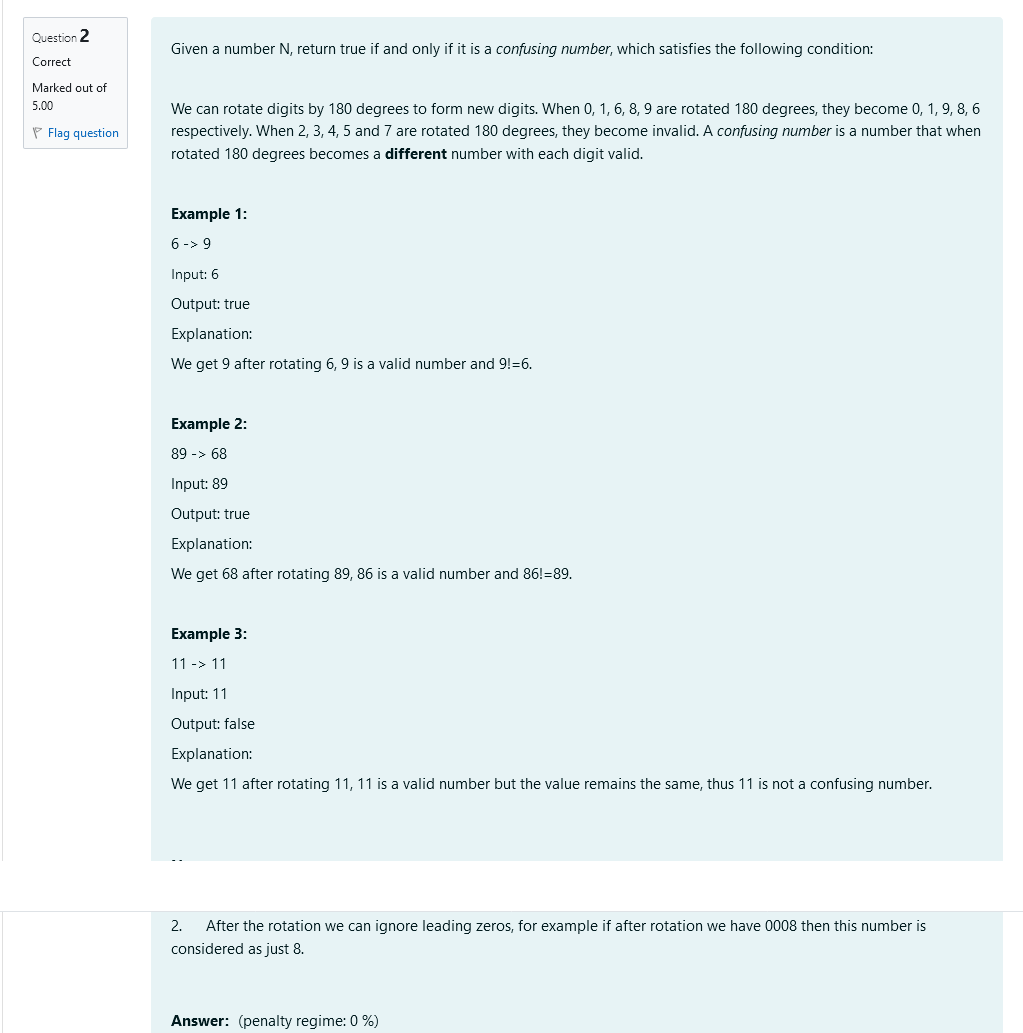 Question 2
Correct
Marked out of
5.00
Flag question
Given a number N, return true if and only if it is a confusing number, which satisfies the following condition:
We can rotate digits by 180 degrees to form new digits. When 0, 1, 6, 8, 9 are rotated 180 degrees, they become 0, 1, 9, 8, 6
respectively. When 2, 3, 4, 5 and 7 are rotated 180 degrees, they become invalid. A confusing number is a number that when
rotated 180 degrees becomes a different number with each digit valid.
Example 1:
6 -> 9
Input: 6
Output: true
Explanation:
We get 9 after rotating 6, 9 is a valid number and 9!=6.
Example 2:
89 -> 68
Input: 89
Output: true
Explanation:
We get 68 after rotating 89, 86 is a valid number and 86!=89.
Example 3:
11 -> 11
Input: 11
Output: false
Explanation:
We get 11 after rotating 11, 11 is a valid number but the value remains the same, thus 11 is not a confusing number.
2. After the rotation we can ignore leading zeros, for example if after rotation we have 0008 then this number is
considered as just 8.
Answer: (penalty regime: 0 %)